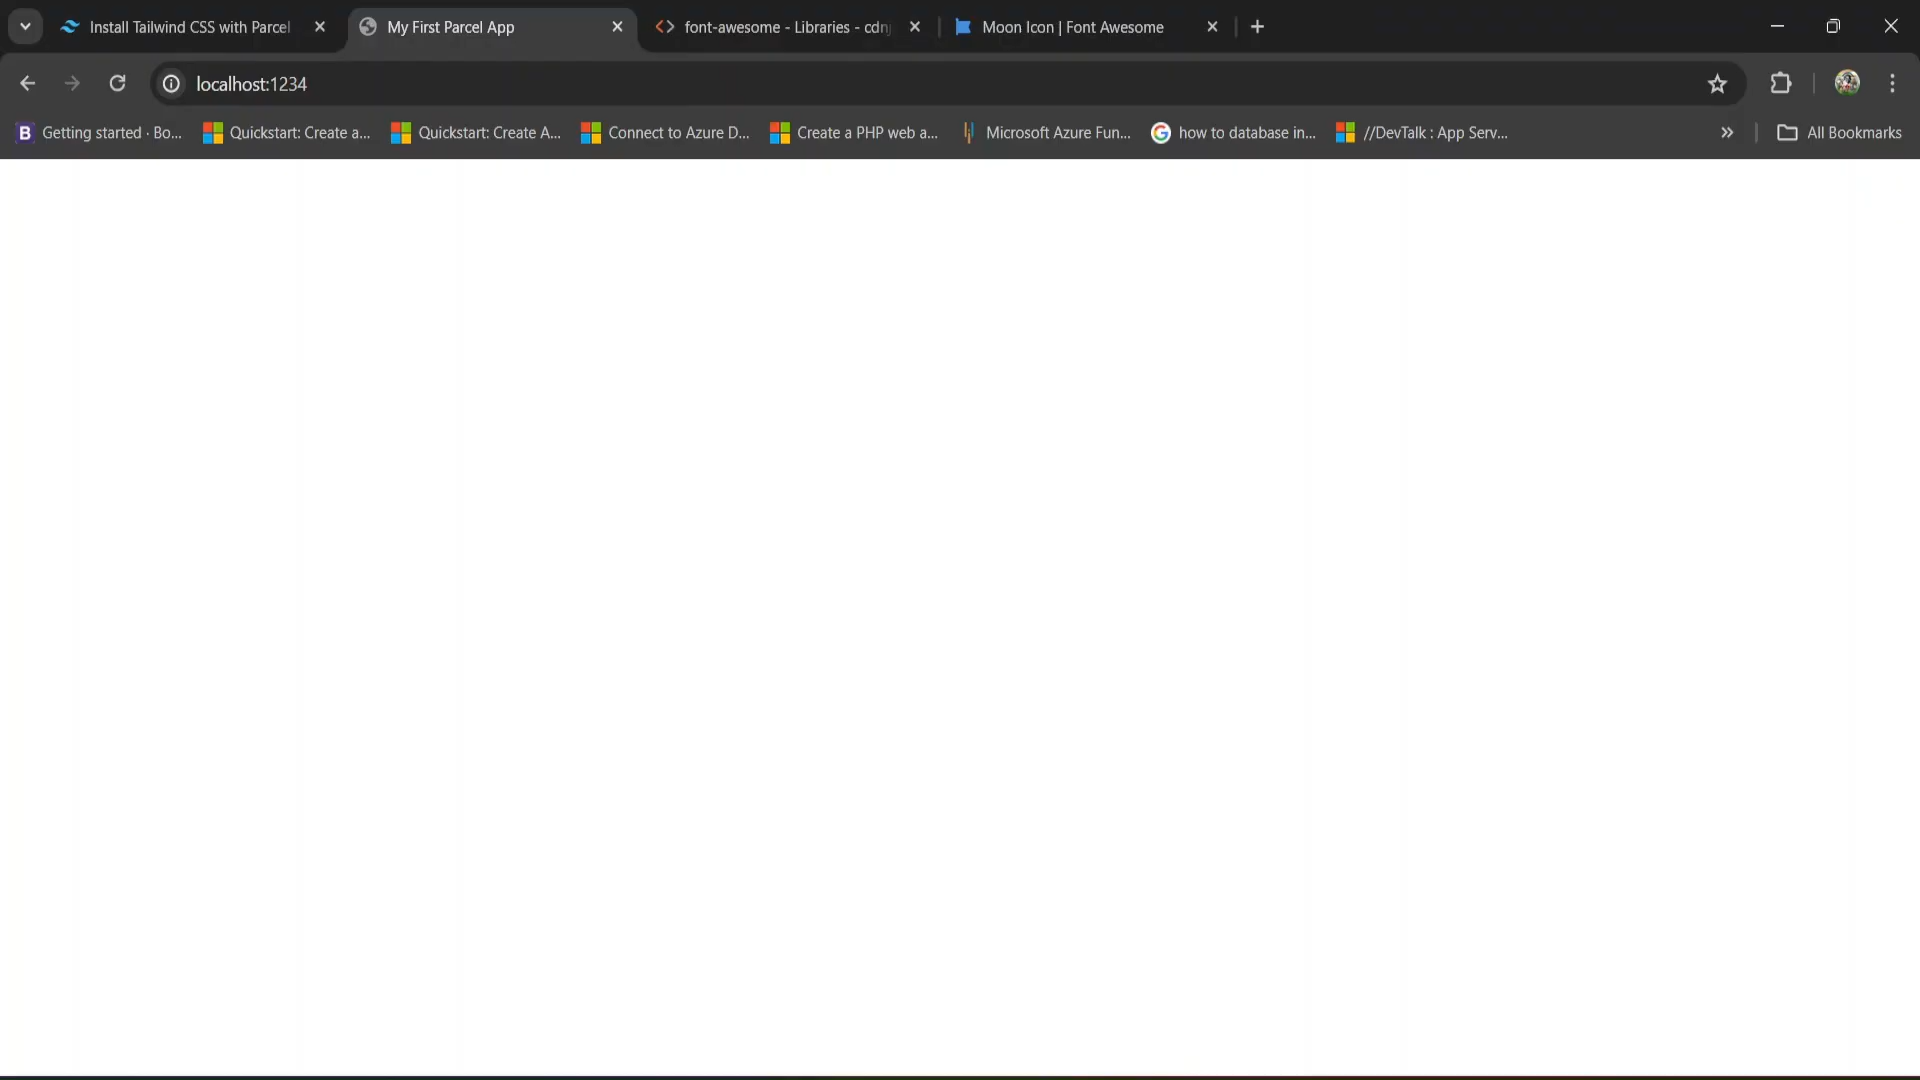 Install Tailwind CSS with Parcel
My First Parcel App
font-awesome - Libraries - cdnj
Moon Icon | Font Awesome
localhost:1234
B Getting started · Bo...
Quickstart: Create a...
Quickstart: Create A...
Connect to Azure D...
Create a PHP web a...
Microsoft Azure Fun...
how to database in...
//DevTalk : App Serv...
All Bookmarks